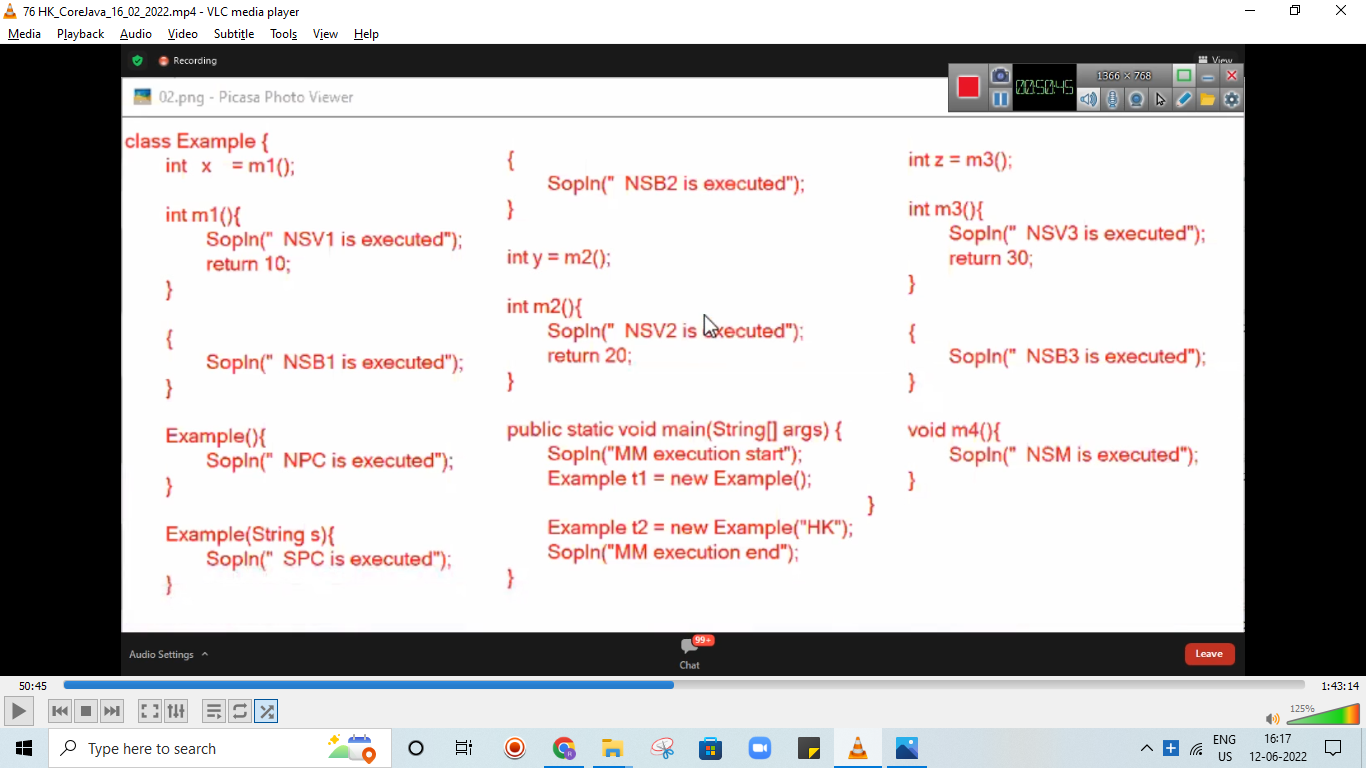 76 HK_CoreJava_16_02_2022.mp4 - VLC media player
Media Playback Audio Video Subtitle Tools View Help
Recording
View
1366 × 768
00:50:45
02.png - Picasa Photo Viewer
class Example {
int x = m1();
int m1(){
Sopln(" NSV1 is executed");
return 10;
}
{
Sopln(" NSB1 is executed");
}
Example(){
Sopln(" NPC is executed");
}
Example(String s){
Sopln(" SPC is executed");
}
{
Sopln(" NSB2 is executed");
}
int y = m2();
int m2(){
Sopln(" NSV2 is executed");
return 20;
}
public static void main(String[] args) {
Sopln("MM execution start");
Example t1 = new Example();
Example t2 = new Example("HK");
Sopln("MM execution end");
}
int z = m3();
int m3(){
Sopln(" NSV3 is executed");
return 30;
}
{
Sopln(" NSB3 is executed");
}
void m4(){
Sopln(" NSM is executed");
}
}
Audio Settings
99+
Chat
Leave
50:45
1:43:14
125%
Type here to search
ENG
US
16:17
12-06-2022